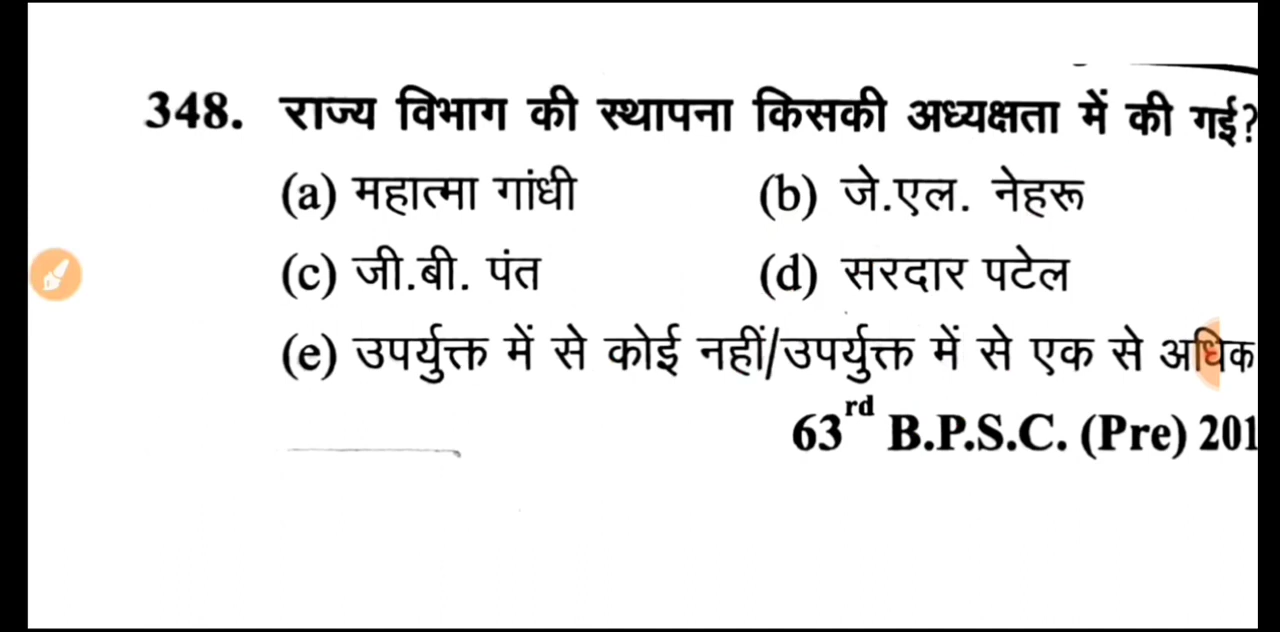 348. राज्य विभाग की स्थापना किसकी अध्यक्षता में की गई?
(a) महात्मा गांधी (b) जे.एल. नेहरू
(c) जी.बी. पंत (d) सरदार पटेल
(e) उपर्युक्त में से कोई नहीं/उपर्युक्त में से एक से अधिक
63rd B.P.S.C. (Pre) 201